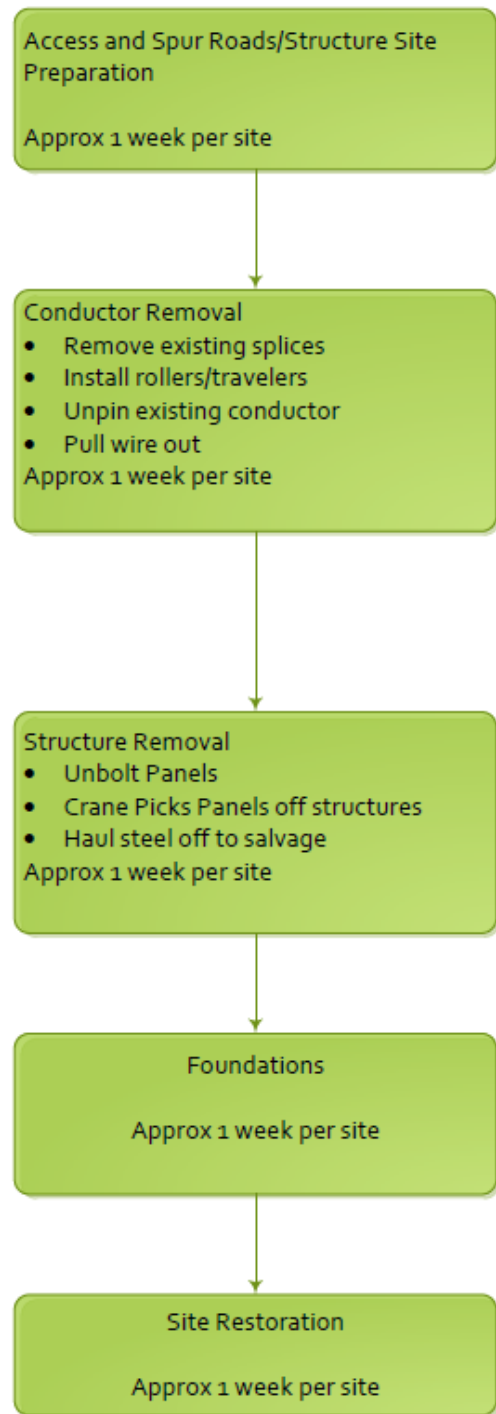 Access and Spur Roads/Structure Site
Preparation
Approx 1 week per site
Conductor Removal
• Remove existing splices
• Install rollers/travelers
• Unpin existing conductor
• Pull wire out
Approx 1 week per site
Structure Removal
• Unbolt Panels
• Crane Picks Panels off structures
• Haul steel off to salvage
Approx 1 week per site
Foundations
Approx 1 week per site
Site Restoration
Approx 1 week per site